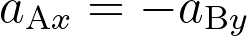 a_{Ax} = -a_{By}